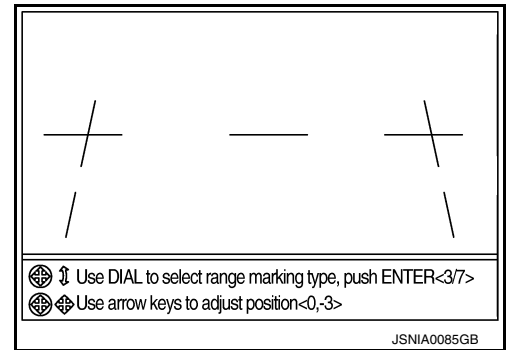 Use DIAL to select range marking type, push ENTER<3/7>
Use arrow keys to adjust position<0,-3>
JSNIA0085GB